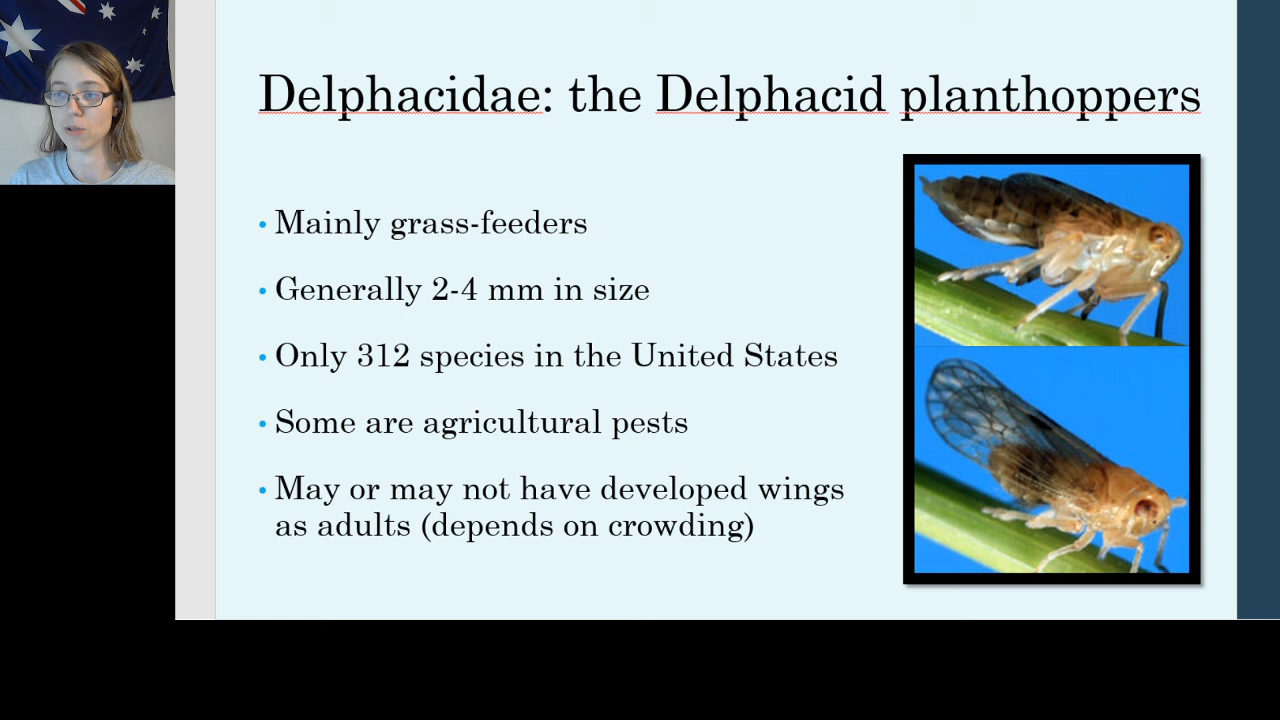 Delphacidae: the Delphacid planthoppers
• Mainly grass-feeders
• Generally 2-4 mm in size
• Only 312 species in the United States
• Some are agricultural pests
• May or may not have developed wings
as adults (depends on crowding)